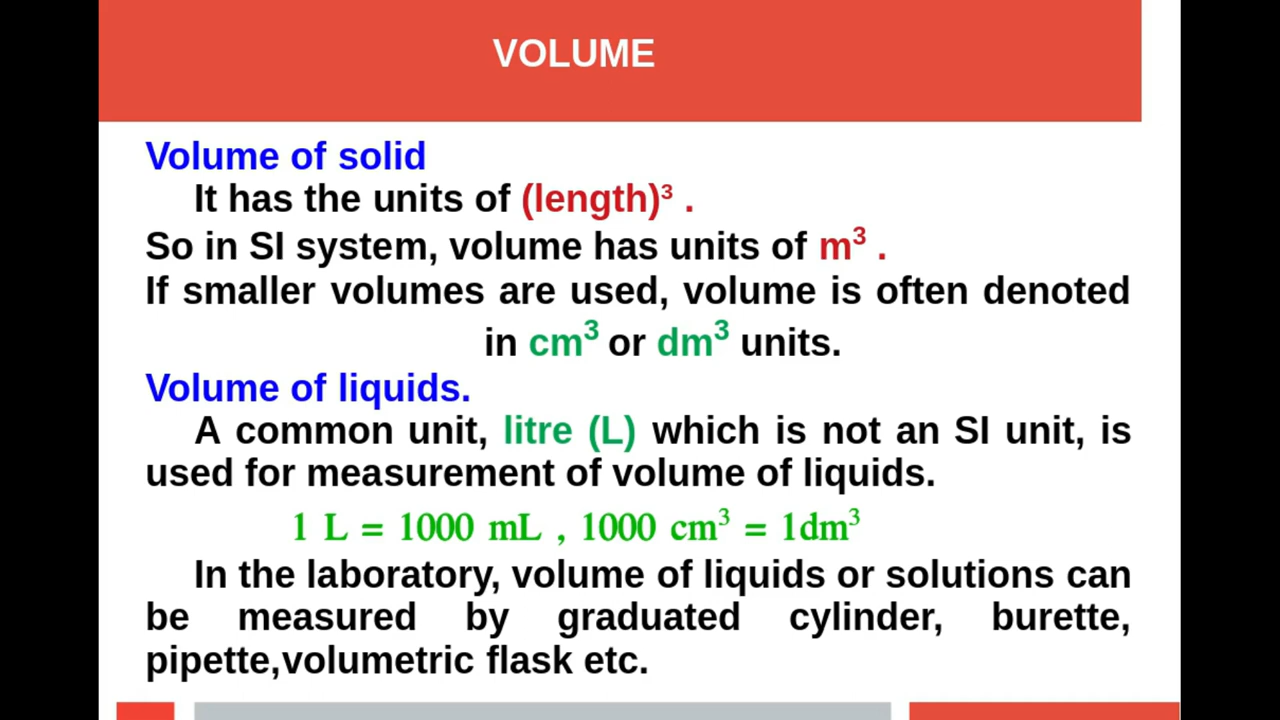 VOLUME
Volume of solid
It has the units of (length)³ .
So in SI system, volume has units of m³ .
If smaller volumes are used, volume is often denoted
in cm³ or dm³ units.
Volume of liquids.
A common unit, litre (L) which is not an SI unit, is
used for measurement of volume of liquids.
1 L = 1000 mL , 1000 cm³ = 1dm³
In the laboratory, volume of liquids or solutions can
be measured by graduated cylinder, burette,
pipette,volumetric flask etc.